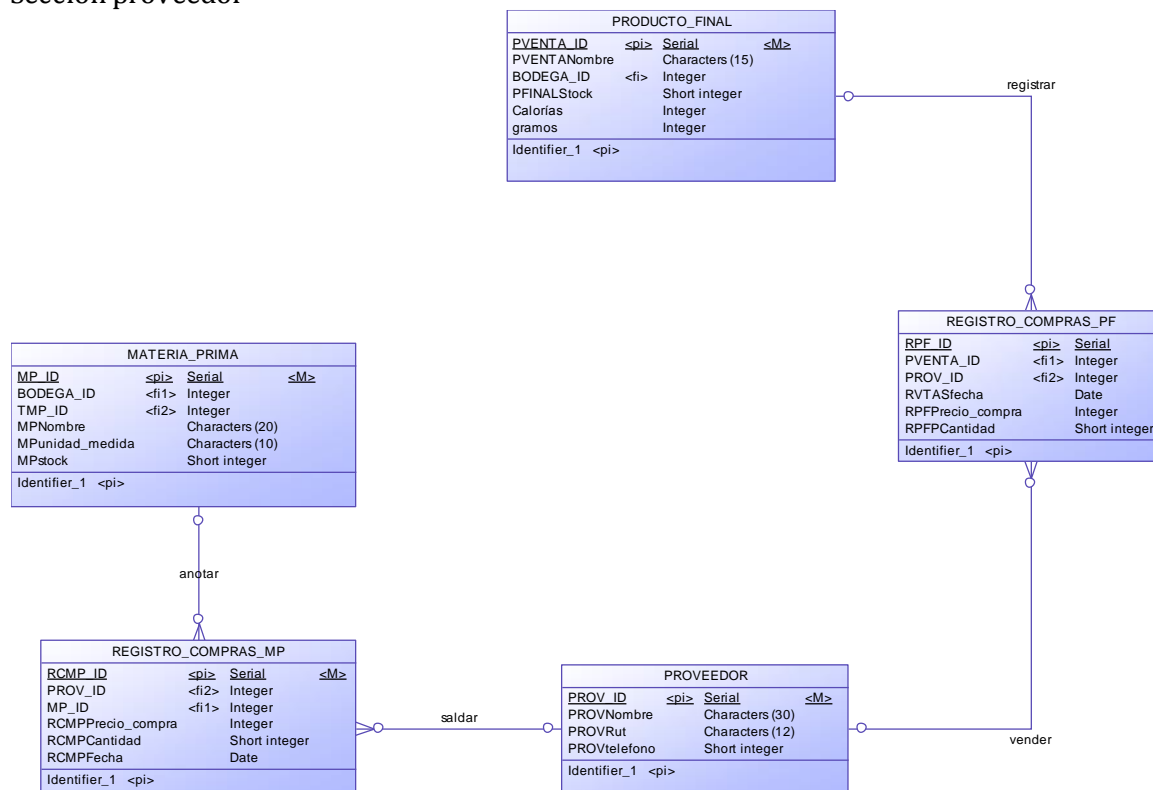 sección proveedor
PRODUCTO_FINAL
PVENTA_ID <pi> Serial <M>
PVENTANombre Characters (15)
BODEGA_ID <fi> Integer
PFINALStock Short integer
Calorías Integer
gramos Integer
Identifier_1 <pi>
registrar
REGISTRO_COMPRAS_PF
RPF_ID <pi> Serial
PVENTA_ID <fi1> Integer
PROV_ID <fi2> Integer
RVTASfecha Date
RPFPrecio_compra Integer
RPFPCantidad Short integer
Identifier_1 <pi>
MATERIA_PRIMA
MP_ID <pi> Serial <M>
BODEGA_ID <fi1> Integer
TMP_ID <fi2> Integer
MPNombre Characters (20)
MPunidad_medida Characters (10)
MPstock Short integer
Identifier_1 <pi>
anotar
REGISTRO_COMPRAS_MP
RCMP_ID <pi> Serial <M>
PROV_ID <fi2> Integer
MP_ID <fi1> Integer
RCMPPrecio_compra Integer
RCMPCantidad Short integer
RCMPFecha Date
Identifier_1 <pi>
saldar
PROVEEDOR
PROV_ID <pi> Serial <M>
PROVNombre Characters (30)
PROVRut Characters (12)
PROVtelefono Short integer
Identifier_1 <pi>
vender